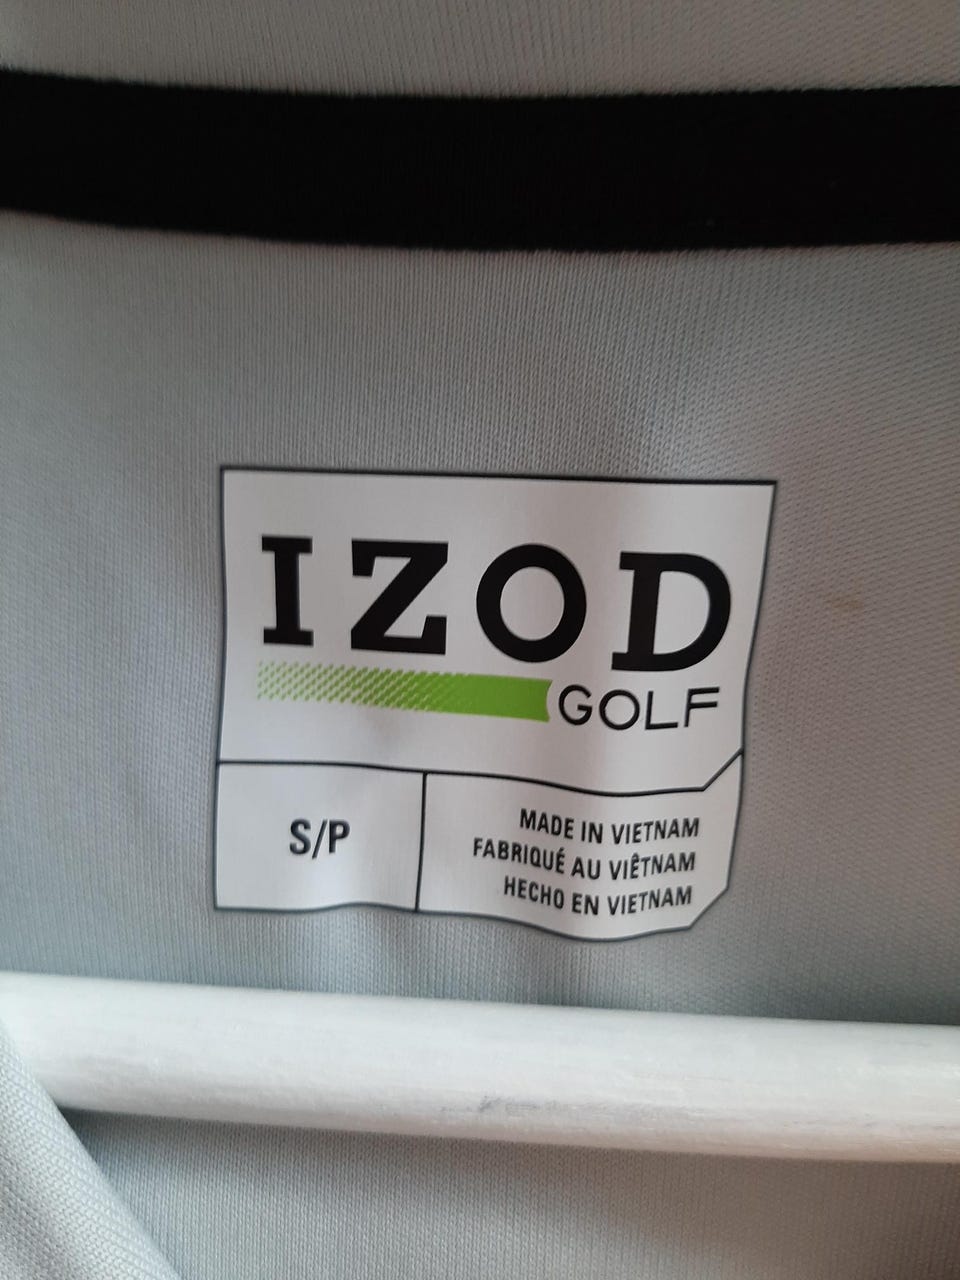 IZOD
GOLF
S/P
MADE IN VIETNAM
FABRIQUÉ AU VIÊTNAM
HECHO EN VIETNAM